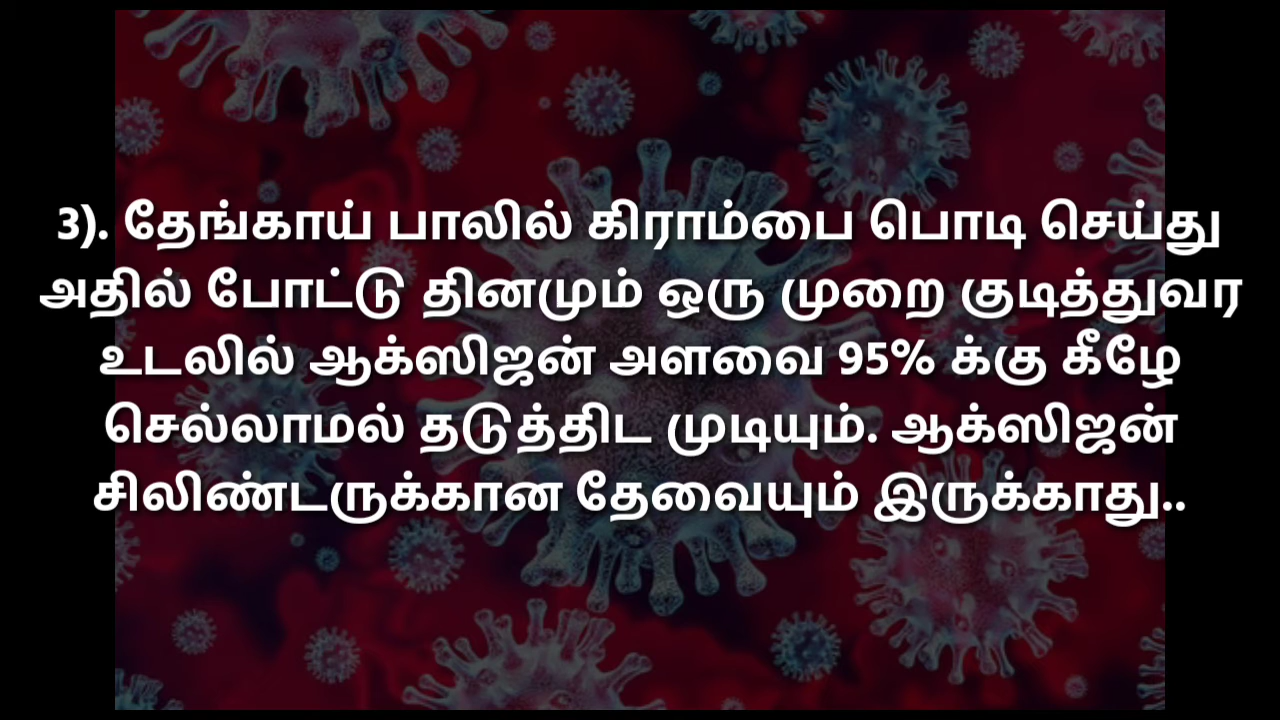 3). தேங்காய் பாலில் கிராம்பை பொடி செய்து
அதில் போட்டு தினமும் ஒரு முறை குடித்துவர
உடலில் ஆக்ஸிஜன் அளவை 95% க்கு கீழே
செல்லாமல் தடுத்திட முடியும். ஆக்ஸிஜன்
சிலிண்டருக்கான தேவையும் இருக்காது..